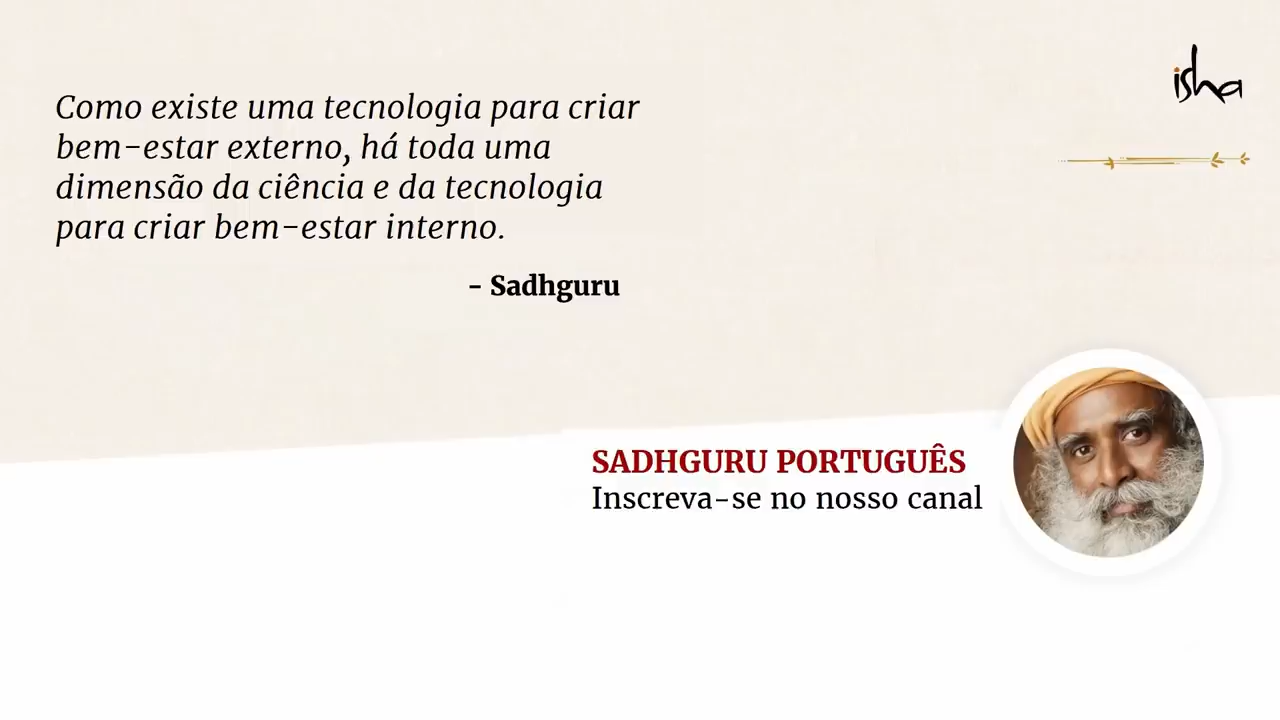 Como existe uma tecnologia para criar
bem-estar externo, há toda uma
dimensão da ciência e da tecnologia
para criar bem-estar interno.
- Sadhguru
isha
SADHGURU PORTUGUÊS
Inscreva-se no nosso canal